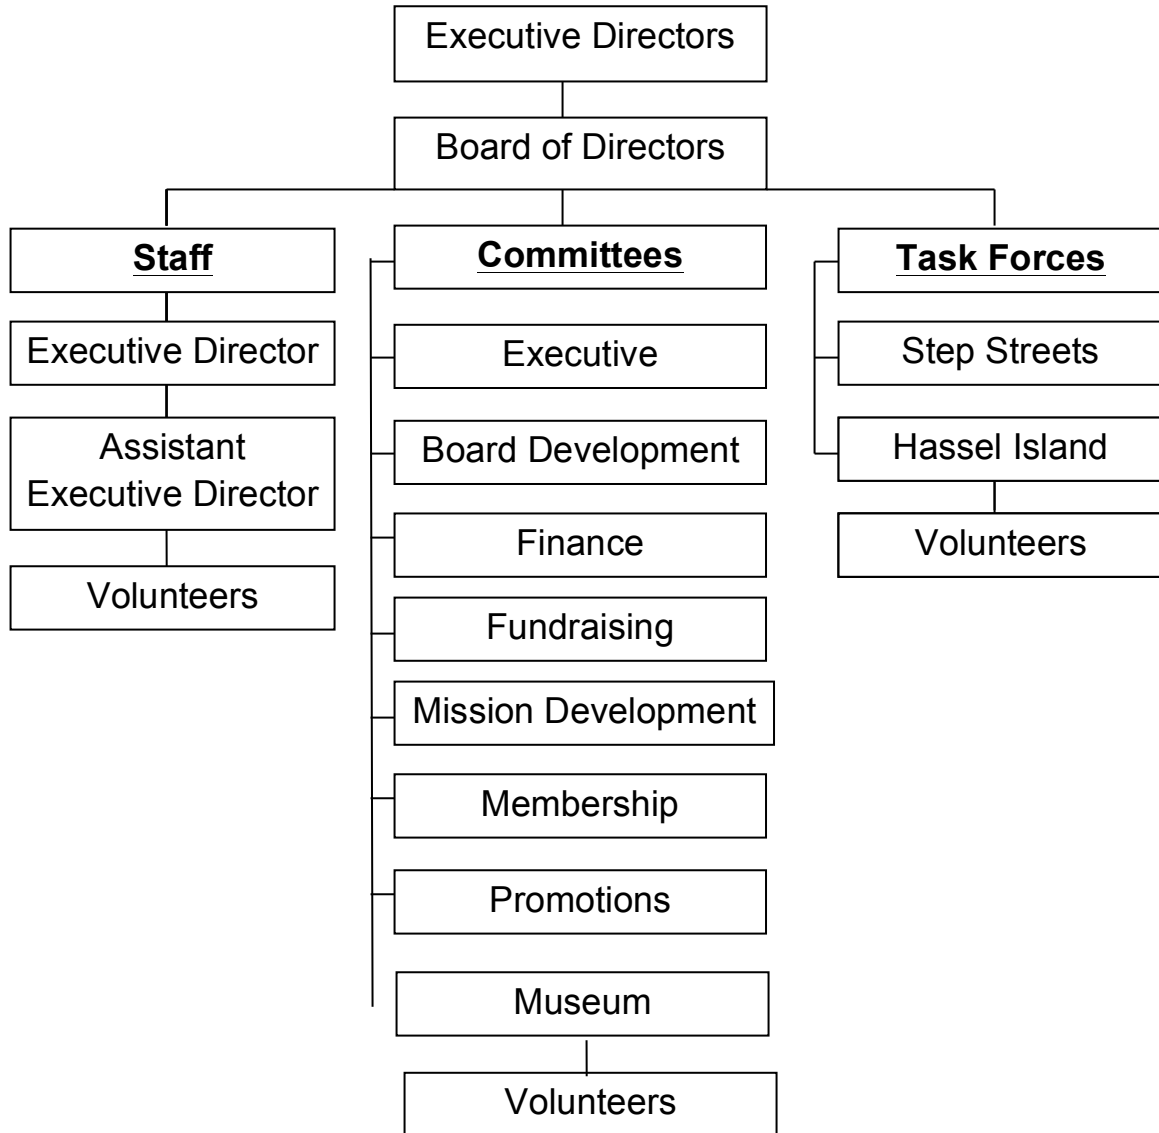 Executive Directors
Board of Directors
Staff
Executive Director
Assistant
Executive Director
Volunteers
Committees
Executive
Board Development
Finance
Fundraising
Mission Development
Membership
Promotions
Museum
Volunteers
Task Forces
Step Streets
Hassel Island
Volunteers